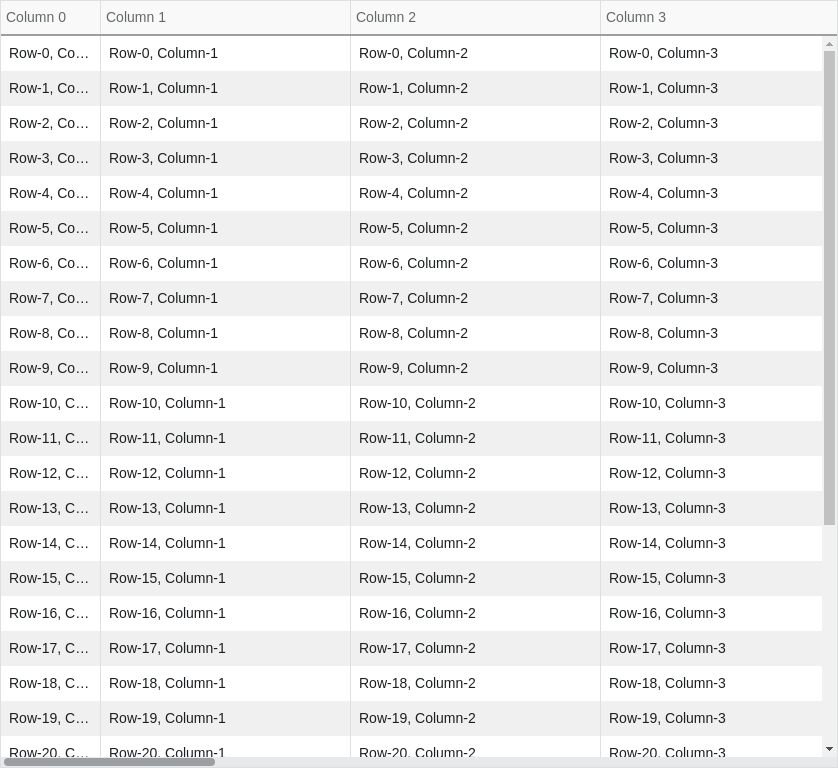 Column 0 Column 1 Column 2 Column 3
Row-0, Co… Row-0, Column-1 Row-0, Column-2 Row-0, Column-3
Row-1, Co… Row-1, Column-1 Row-1, Column-2 Row-1, Column-3
Row-2, Co… Row-2, Column-1 Row-2, Column-2 Row-2, Column-3
Row-3, Co… Row-3, Column-1 Row-3, Column-2 Row-3, Column-3
Row-4, Co… Row-4, Column-1 Row-4, Column-2 Row-4, Column-3
Row-5, Co… Row-5, Column-1 Row-5, Column-2 Row-5, Column-3
Row-6, Co… Row-6, Column-1 Row-6, Column-2 Row-6, Column-3
Row-7, Co… Row-7, Column-1 Row-7, Column-2 Row-7, Column-3
Row-8, Co… Row-8, Column-1 Row-8, Column-2 Row-8, Column-3
Row-9, Co… Row-9, Column-1 Row-9, Column-2 Row-9, Column-3
Row-10, C… Row-10, Column-1 Row-10, Column-2 Row-10, Column-3
Row-11, C… Row-11, Column-1 Row-11, Column-2 Row-11, Column-3
Row-12, C… Row-12, Column-1 Row-12, Column-2 Row-12, Column-3
Row-13, C… Row-13, Column-1 Row-13, Column-2 Row-13, Column-3
Row-14, C… Row-14, Column-1 Row-14, Column-2 Row-14, Column-3
Row-15, C… Row-15, Column-1 Row-15, Column-2 Row-15, Column-3
Row-16, C… Row-16, Column-1 Row-16, Column-2 Row-16, Column-3
Row-17, C… Row-17, Column-1 Row-17, Column-2 Row-17, Column-3
Row-18, C… Row-18, Column-1 Row-18, Column-2 Row-18, Column-3
Row-19, C… Row-19, Column-1 Row-19, Column-2 Row-19, Column-3
Row-20, C… Row-20, Column-1 Row-20, Column-2 Row-20, Column-3